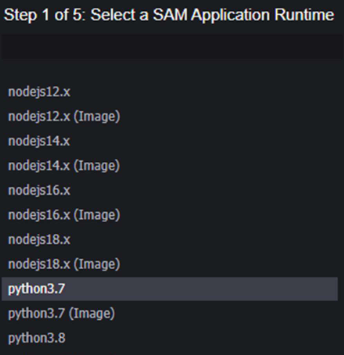 Step 1 of 5: Select a SAM Application Runtime
nodejs12.x
nodejs12.x (Image)
nodejs14.x
nodejs14.x (Image)
nodejs16.x
nodejs16.x (Image)
nodejs18.x
nodejs18.x (Image)
python3.7
python3.7 (Image)
python3.8